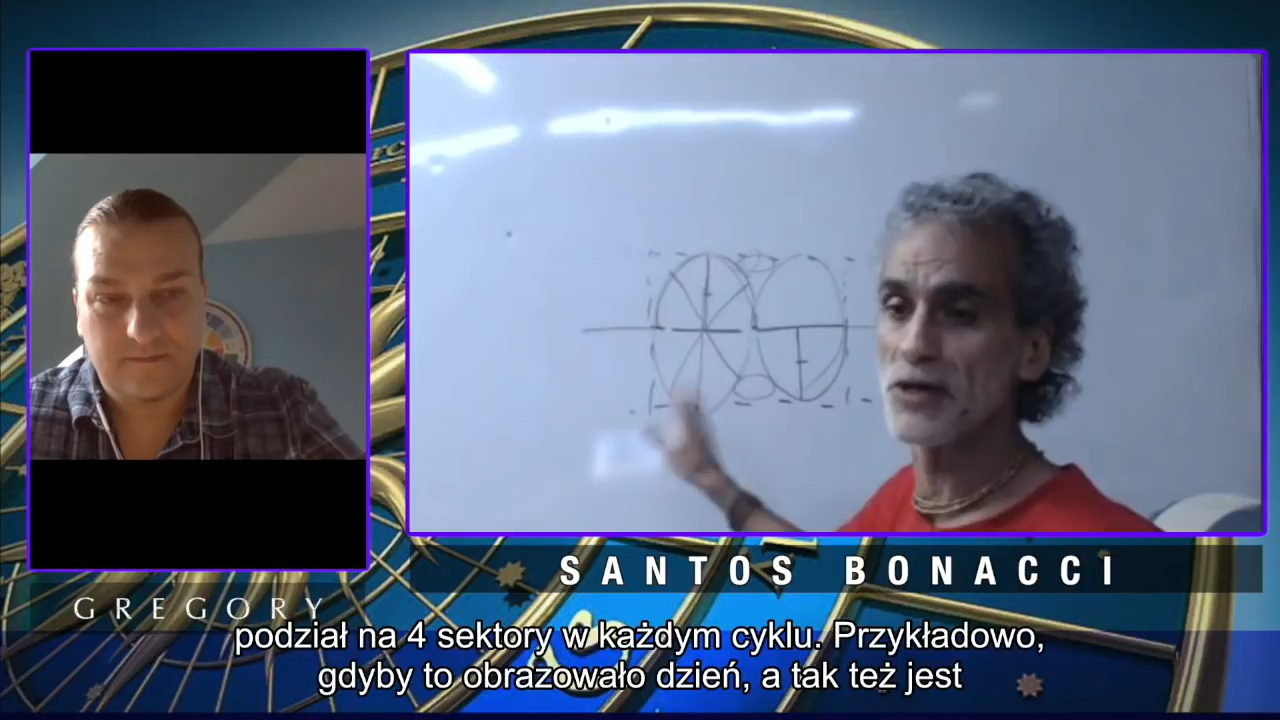 SANTOS BONACCI
GREGORY
podział na 4 sektory w każdym cyklu. Przykładowo,
gdyby to obrazowało dzień, a tak też jest